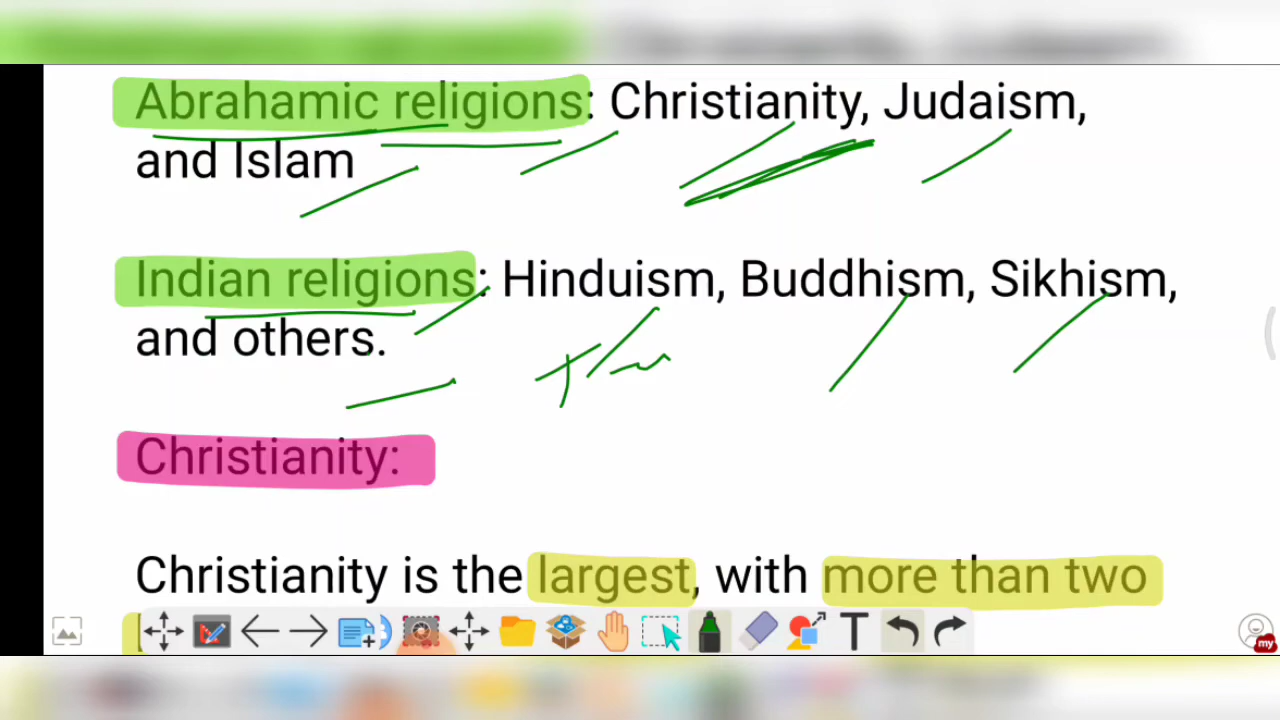 Abrahamic religions: Christianity, Judaism,
and Islam
Indian religions: Hinduism, Buddhism, Sikhism,
and others.
Christianity:
Christianity is the largest, with more than two
T
my